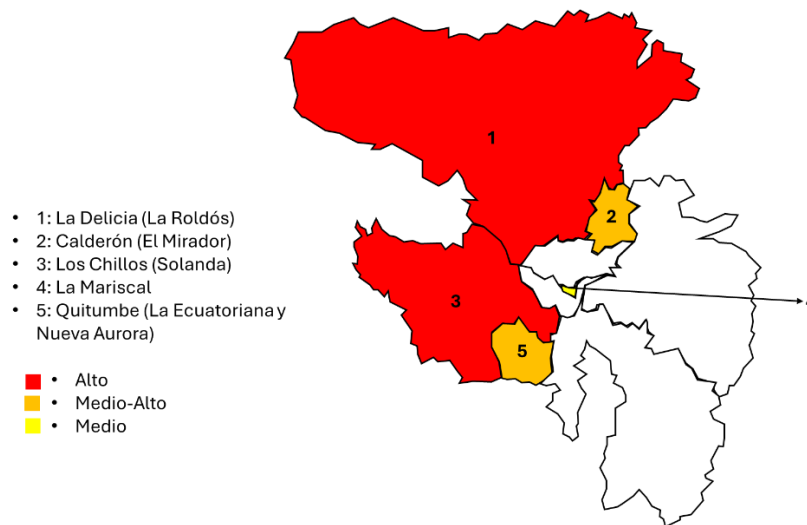 1
2
• 1: La Delicia (La Roldós)
• 2: Calderón (El Mirador)
• 3: Los Chillos (Solanda)
• 4: La Mariscal
• 5: Quitumbe (La Ecuatoriana y
Nueva Aurora)
3
5
• Alto
• Medio-Alto
• Medio